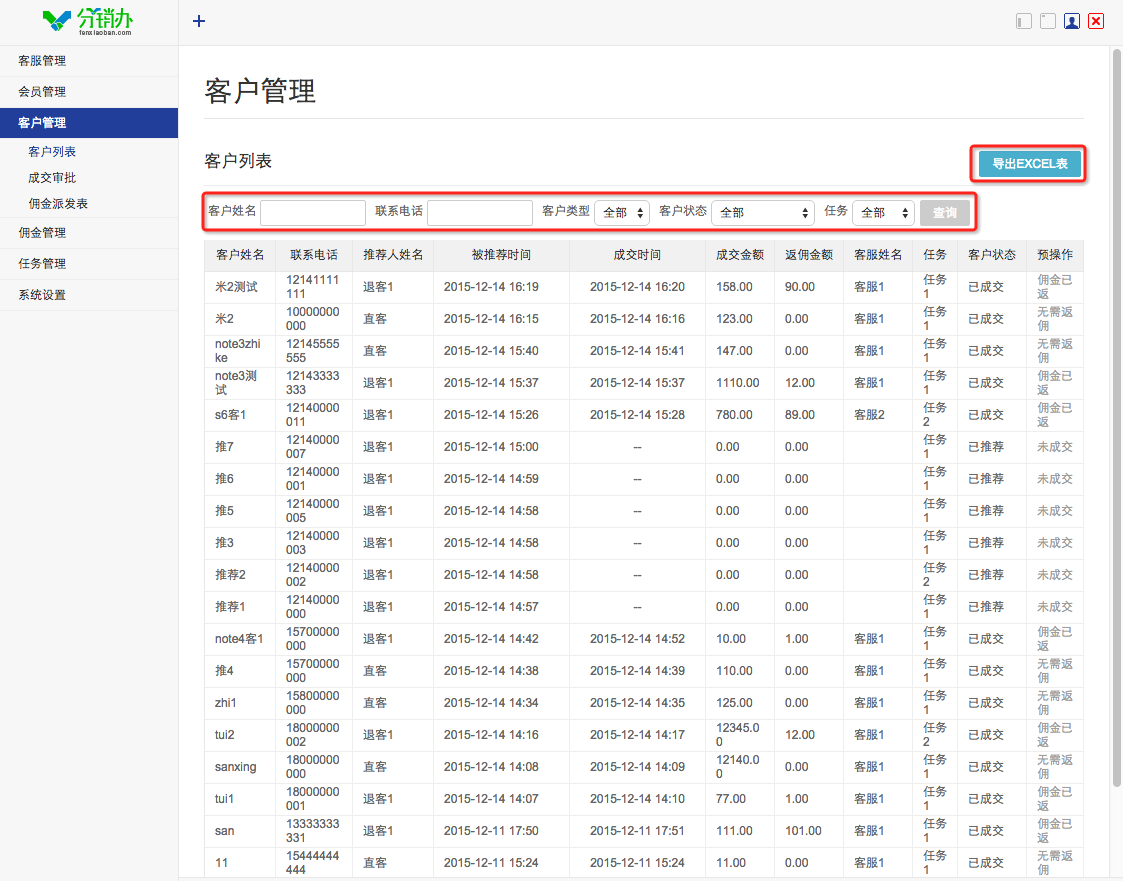 分销办
fenxiaoban.com
+
客服管理
会员管理
客户管理
客户列表
成交审批
佣金派发表
佣金管理
任务管理
系统设置
客户管理
客户列表
导出EXCEL表
客户姓名 联系电话 客户类型 全部 客户状态 全部 任务 全部 查询
客户姓名 联系电话 推荐人姓名 被推荐时间 成交时间 成交金额 返佣金额 客服姓名 任务 客户状态 预操作
米2测试 12141111111 退客1 2015-12-14 16:19 2015-12-14 16:20 158.00 90.00 客服1 任务1 已成交 佣金已返
米2 10000000000 直客 2015-12-14 16:15 2015-12-14 16:16 123.00 0.00 客服1 任务1 已成交 无需返佣
note3zhike 12145555555 直客 2015-12-14 15:40 2015-12-14 15:41 147.00 0.00 客服1 任务1 已成交 无需返佣
note3测试 12143333333 退客1 2015-12-14 15:37 2015-12-14 15:37 1110.00 12.00 客服1 任务1 已成交 佣金已返
s6客1 12140000011 退客1 2015-12-14 15:26 2015-12-14 15:28 780.00 89.00 客服2 任务2 已成交 佣金已返
推7 12140000007 退客1 2015-12-14 15:00 -- 0.00 0.00 任务1 已推荐 未成交
推6 12140000001 退客1 2015-12-14 14:59 -- 0.00 0.00 任务1 已推荐 未成交
推5 12140000005 退客1 2015-12-14 14:58 -- 0.00 0.00 任务1 已推荐 未成交
推3 12140000003 退客1 2015-12-14 14:58 -- 0.00 0.00 任务1 已推荐 未成交
推荐2 12140000002 退客1 2015-12-14 14:58 -- 0.00 0.00 任务2 已推荐 未成交
推荐1 12140000000 退客1 2015-12-14 14:57 -- 0.00 0.00 任务1 已推荐 未成交
note4客1 15700000000 退客1 2015-12-14 14:42 2015-12-14 14:52 10.00 1.00 客服1 任务1 已成交 佣金已返
推4 15700000000 直客 2015-12-14 14:38 2015-12-14 14:39 110.00 0.00 客服1 任务1 已成交 无需返佣
zhi1 15800000000 直客 2015-12-14 14:34 2015-12-14 14:35 125.00 0.00 客服1 任务1 已成交 无需返佣
tui2 18000000002 退客1 2015-12-14 14:16 2015-12-14 14:17 12345.00 12.00 客服1 任务2 已成交 佣金已返
sanxing 18000000000 直客 2015-12-14 14:08 2015-12-14 14:09 12140.00 0.00 客服1 任务1 已成交 无需返佣
tui1 18000000001 退客1 2015-12-14 14:07 2015-12-14 14:10 77.00 1.00 客服1 任务1 已成交 佣金已返
san 13333333331 退客1 2015-12-11 17:50 2015-12-11 17:51 111.00 101.00 客服1 任务1 已成交 佣金已返
11 15444444444 直客 2015-12-11 15:24 2015-12-11 15:24 11.00 0.00 客服1 任务1 已成交 无需返佣